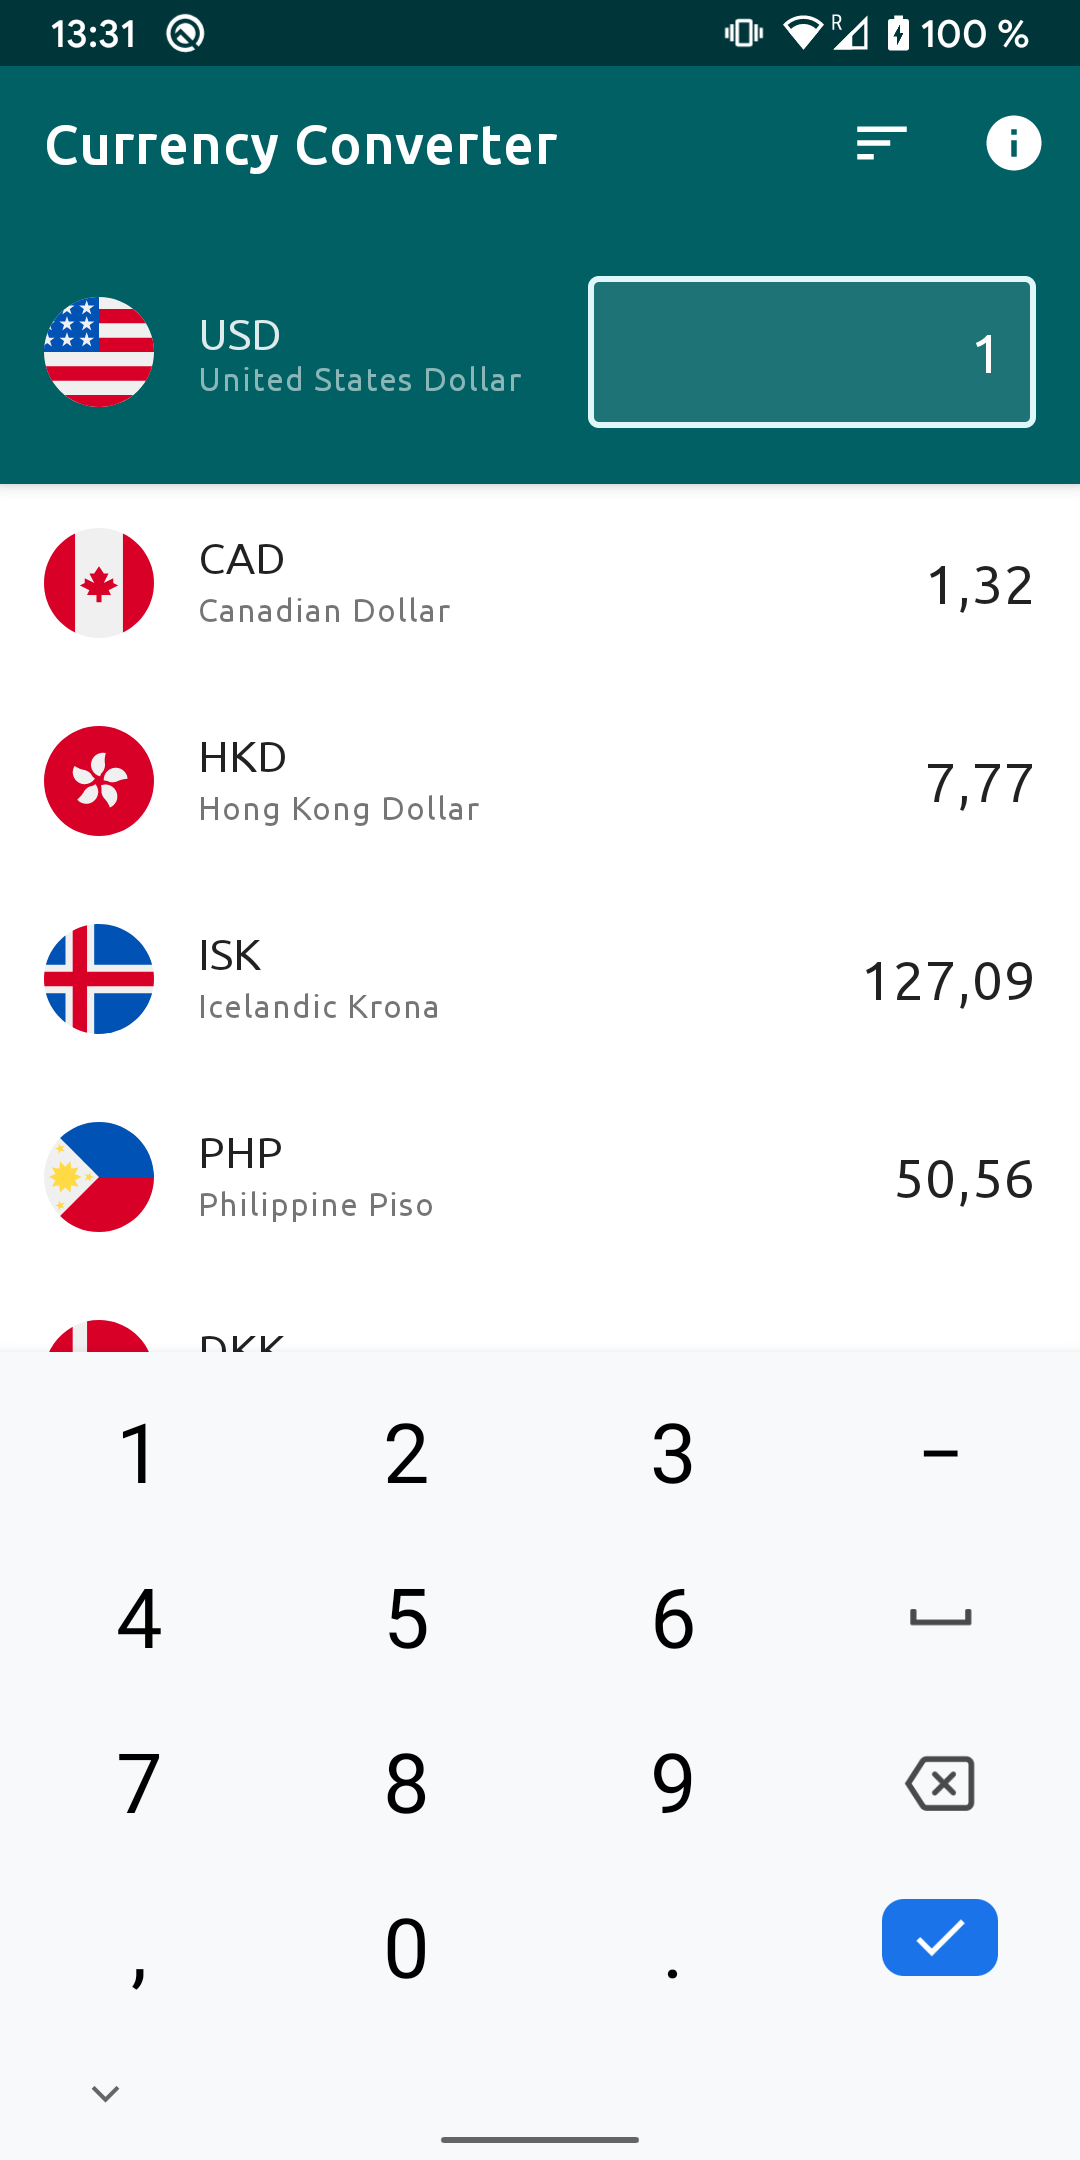 13:31 R 100 %
Currency Converter
USD
United States Dollar
1
CAD
Canadian Dollar
1,32
HKD
Hong Kong Dollar
7,77
ISK
Icelandic Krona
127,09
PHP
Philippine Piso
50,56
DKK
1 2 3 –
4 5 6
7 8 9
, 0 .